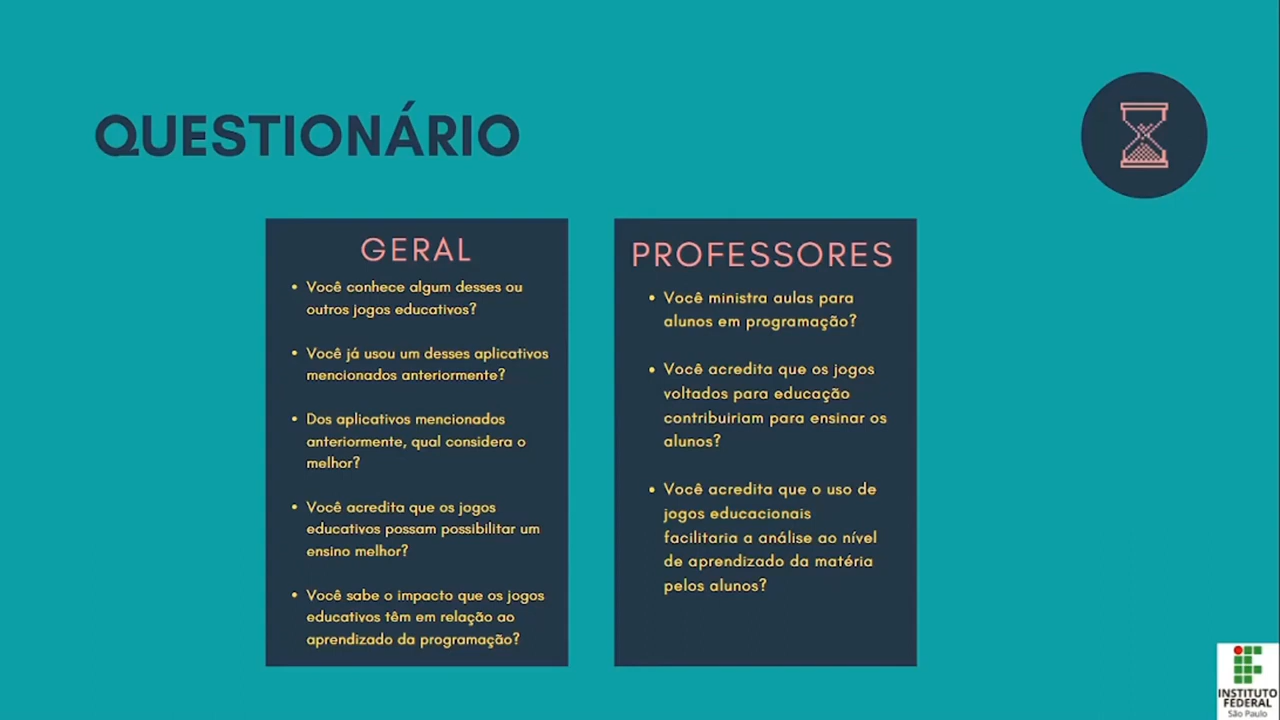 QUESTIONÁRIO
GERAL
• Você conhece algum desses ou
outros jogos educativos?
• Você já usou um desses aplicativos
mencionados anteriormente?
• Dos aplicativos mencionados
anteriormente, qual considera o
melhor?
• Você acredita que os jogos
educativos possam possibilitar um
ensino melhor?
• Você sabe o impacto que os jogos
educativos têm em relação ao
aprendizado da programação?
PROFESSORES
• Você ministra aulas para
alunos em programação?
• Você acredita que os jogos
voltados para educação
contribuiriam para ensinar os
alunos?
• Você acredita que o uso de
jogos educacionais
facilitaria a análise ao nível
de aprendizado da matéria
pelos alunos?
INSTITUTO
FEDERAL
São Paulo